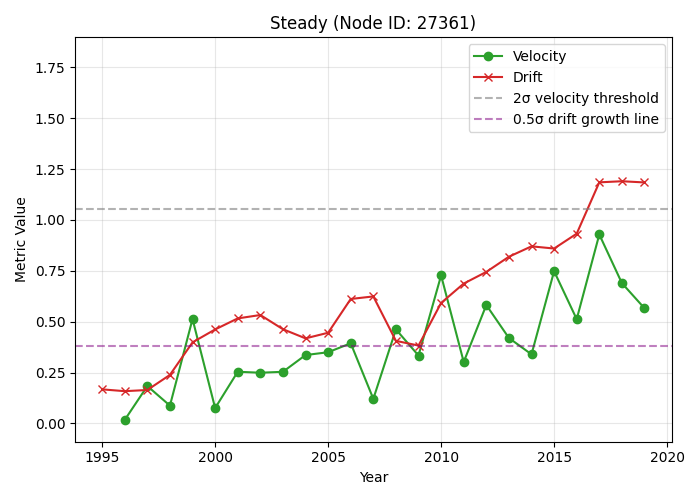 Steady (Node ID: 27361)
Velocity
Drift
2σ velocity threshold
0.5σ drift growth line
Metric Value
1.75
1.50
1.25
1.00
0.75
0.50
0.25
0.00
1995 2000 2005 2010 2015 2020
Year